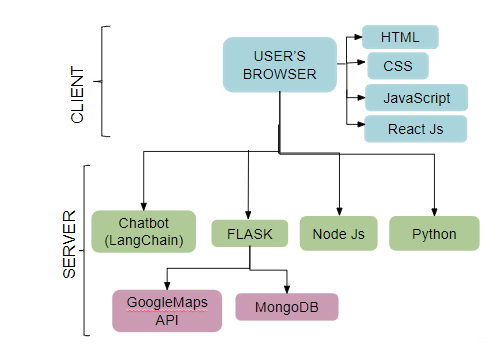 CLIENT
USER'S
BROWSER
HTML
CSS
JavaScript
React Js
SERVER
Chatbot
(LangChain)
FLASK
Node Js
Python
GoogleMaps
API
MongoDB